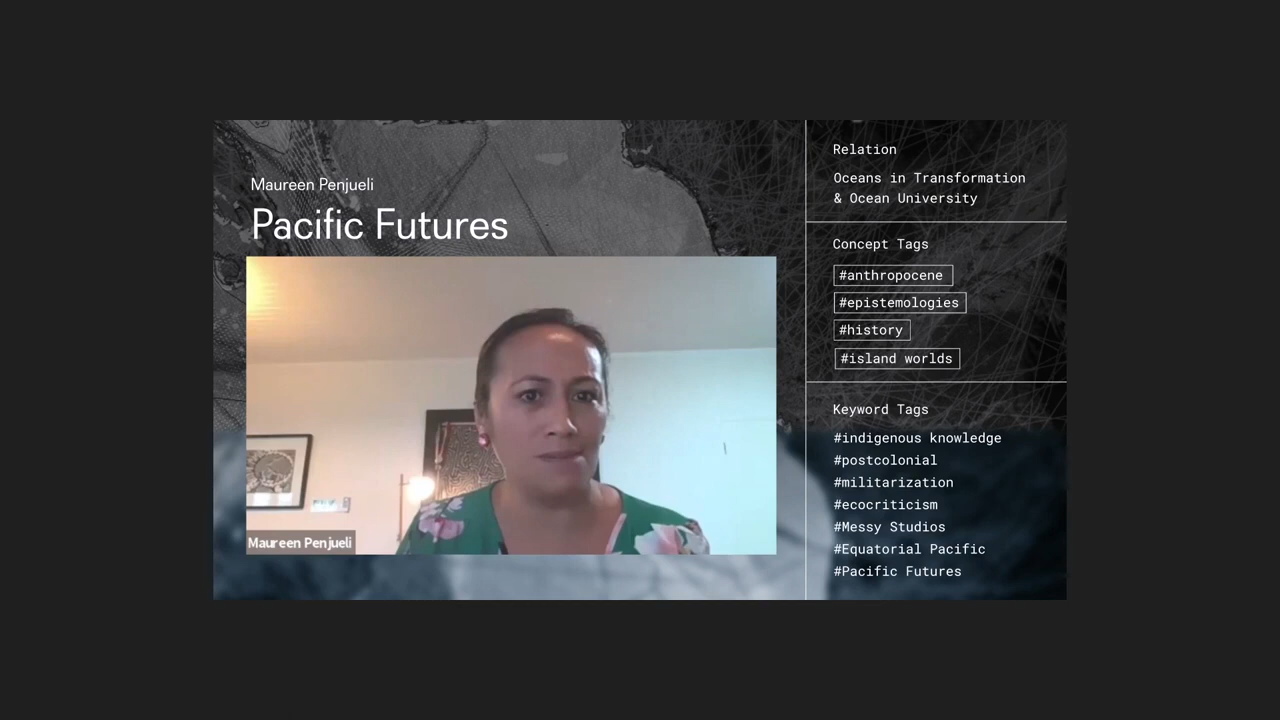 Maureen Penjueli
Pacific Futures
Maureen Penjueli
Relation
Oceans in Transformation
& Ocean University
Concept Tags
#anthropocene
#epistemologies
#history
#island worlds
Keyword Tags
#indigenous knowledge
#postcolonial
#militarization
#ecocriticism
#Messy Studios
#Equatorial Pacific
#Pacific Futures